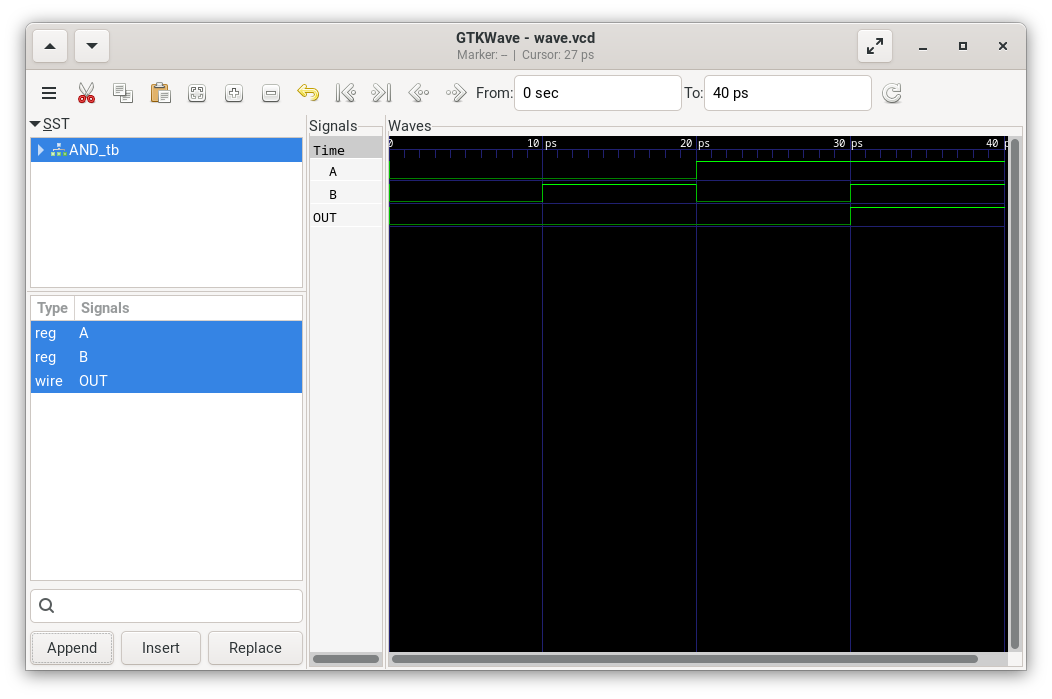 GTKWave - wave.vcd
Marker: -- | Cursor: 27 ps
From: 0 sec To: 40 ps
SST
AND_tb
Type Signals
reg A
reg B
wire OUT
Append Insert Replace
Signals
Time
A
B
OUT
Waves
0 10 ps 20 ps 30 ps 40 p